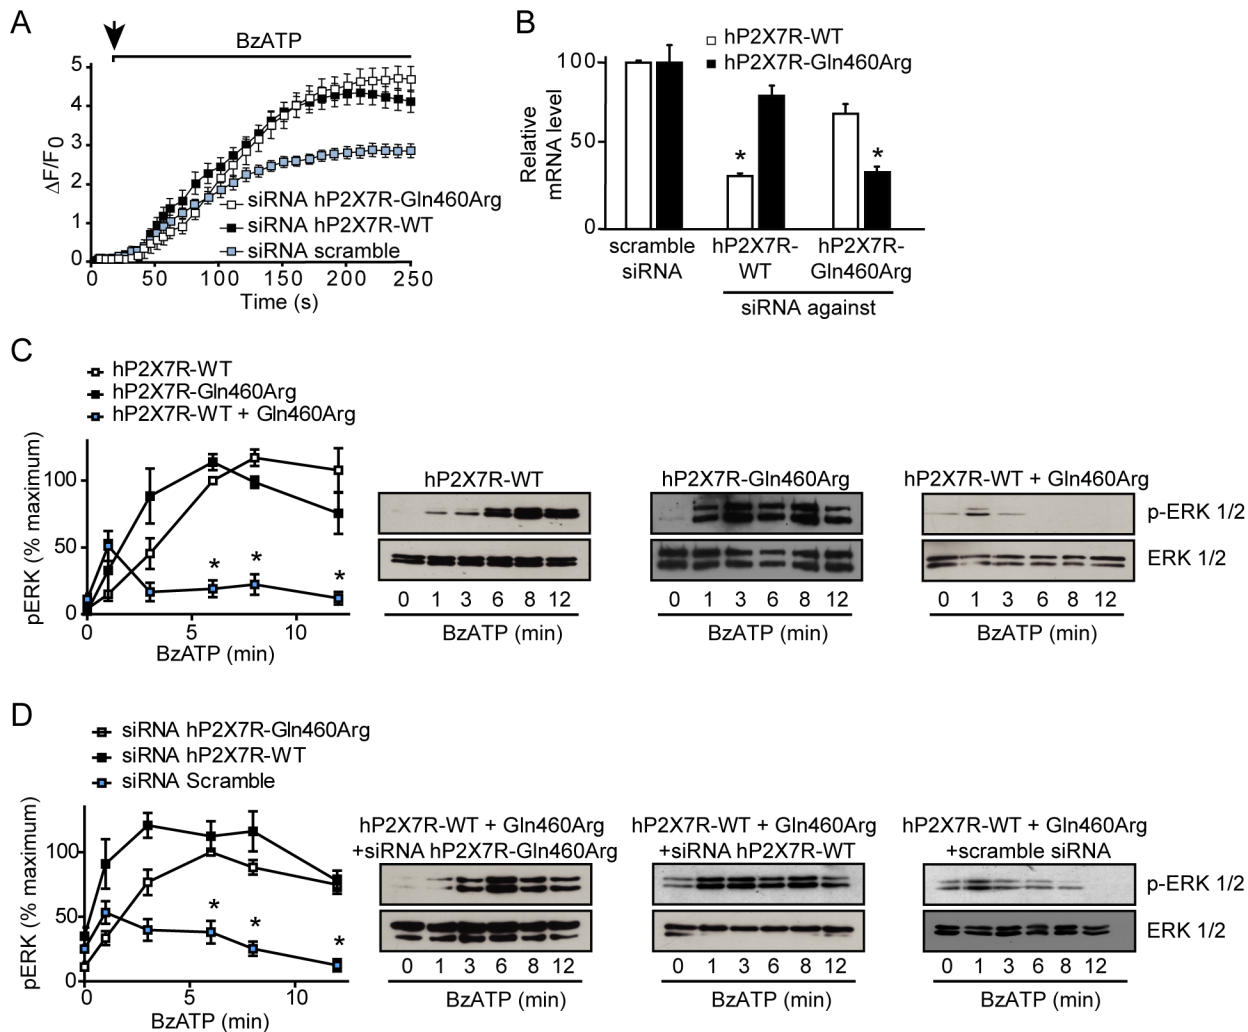 A
BzATP
5
4
3
2
1
0
ΔF/F0
siRNA hP2X7R-Gln460Arg
siRNA hP2X7R-WT
siRNA scramble
0 50 100 150 200 250
Time (s)
B
hP2X7R-WT
hP2X7R-Gln460Arg
100
50
0
Relative
mRNA level
* *
scramble
siRNA
hP2X7R-
WT
hP2X7R-
Gln460Arg
siRNA against
C
hP2X7R-WT
hP2X7R-Gln460Arg
hP2X7R-WT + Gln460Arg
pERK (% maximum)
100
50
0
* * *
0 5 10
BzATP (min)
hP2X7R-WT
0 1 3 6 8 12
BzATP (min)
hP2X7R-Gln460Arg
0 1 3 6 8 12
BzATP (min)
hP2X7R-WT + Gln460Arg
p-ERK 1/2
ERK 1/2
0 1 3 6 8 12
BzATP (min)
D
siRNA hP2X7R-Gln460Arg
siRNA hP2X7R-WT
siRNA Scramble
pERK (% maximum)
100
50
0
* * *
0 5 10
BzATP (min)
hP2X7R-WT + Gln460Arg
+siRNA hP2X7R-Gln460Arg
0 1 3 6 8 12
BzATP (min)
hP2X7R-WT + Gln460Arg
+siRNA hP2X7R-WT
0 1 3 6 8 12
BzATP (min)
hP2X7R-WT + Gln460Arg
+scramble siRNA
p-ERK 1/2
ERK 1/2
0 1 3 6 8 12
BzATP (min)